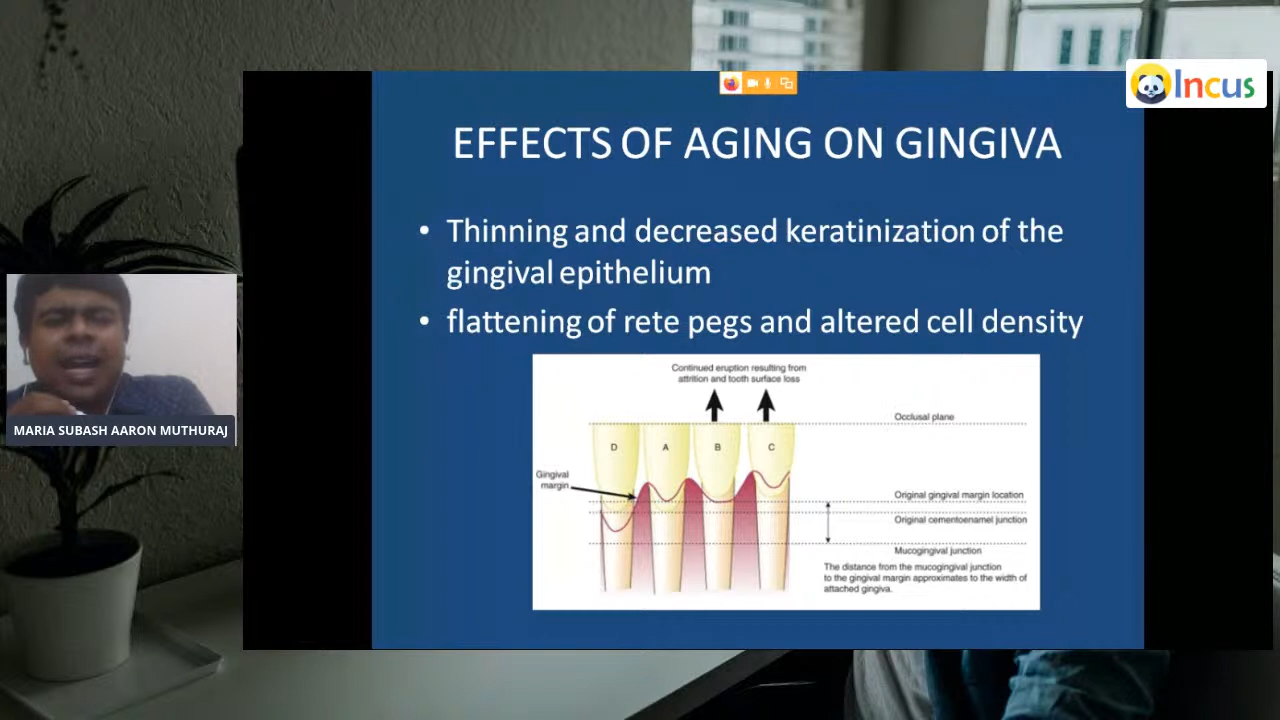 Incus
EFFECTS OF AGING ON GINGIVA
• Thinning and decreased keratinization of the
gingival epithelium
• flattening of rete pegs and altered cell density
Continued eruption resulting from
attrition and tooth surface loss
Occlusal plane
D A B C
Gingival
margin
Original gingival margin location
Original cementoenamel junction
Mucogingival junction
The distance from the mucogingival junction
to the gingival margin approximates to the width of
attached gingiva.
MARIA SUBASH AARON MUTHURAJ